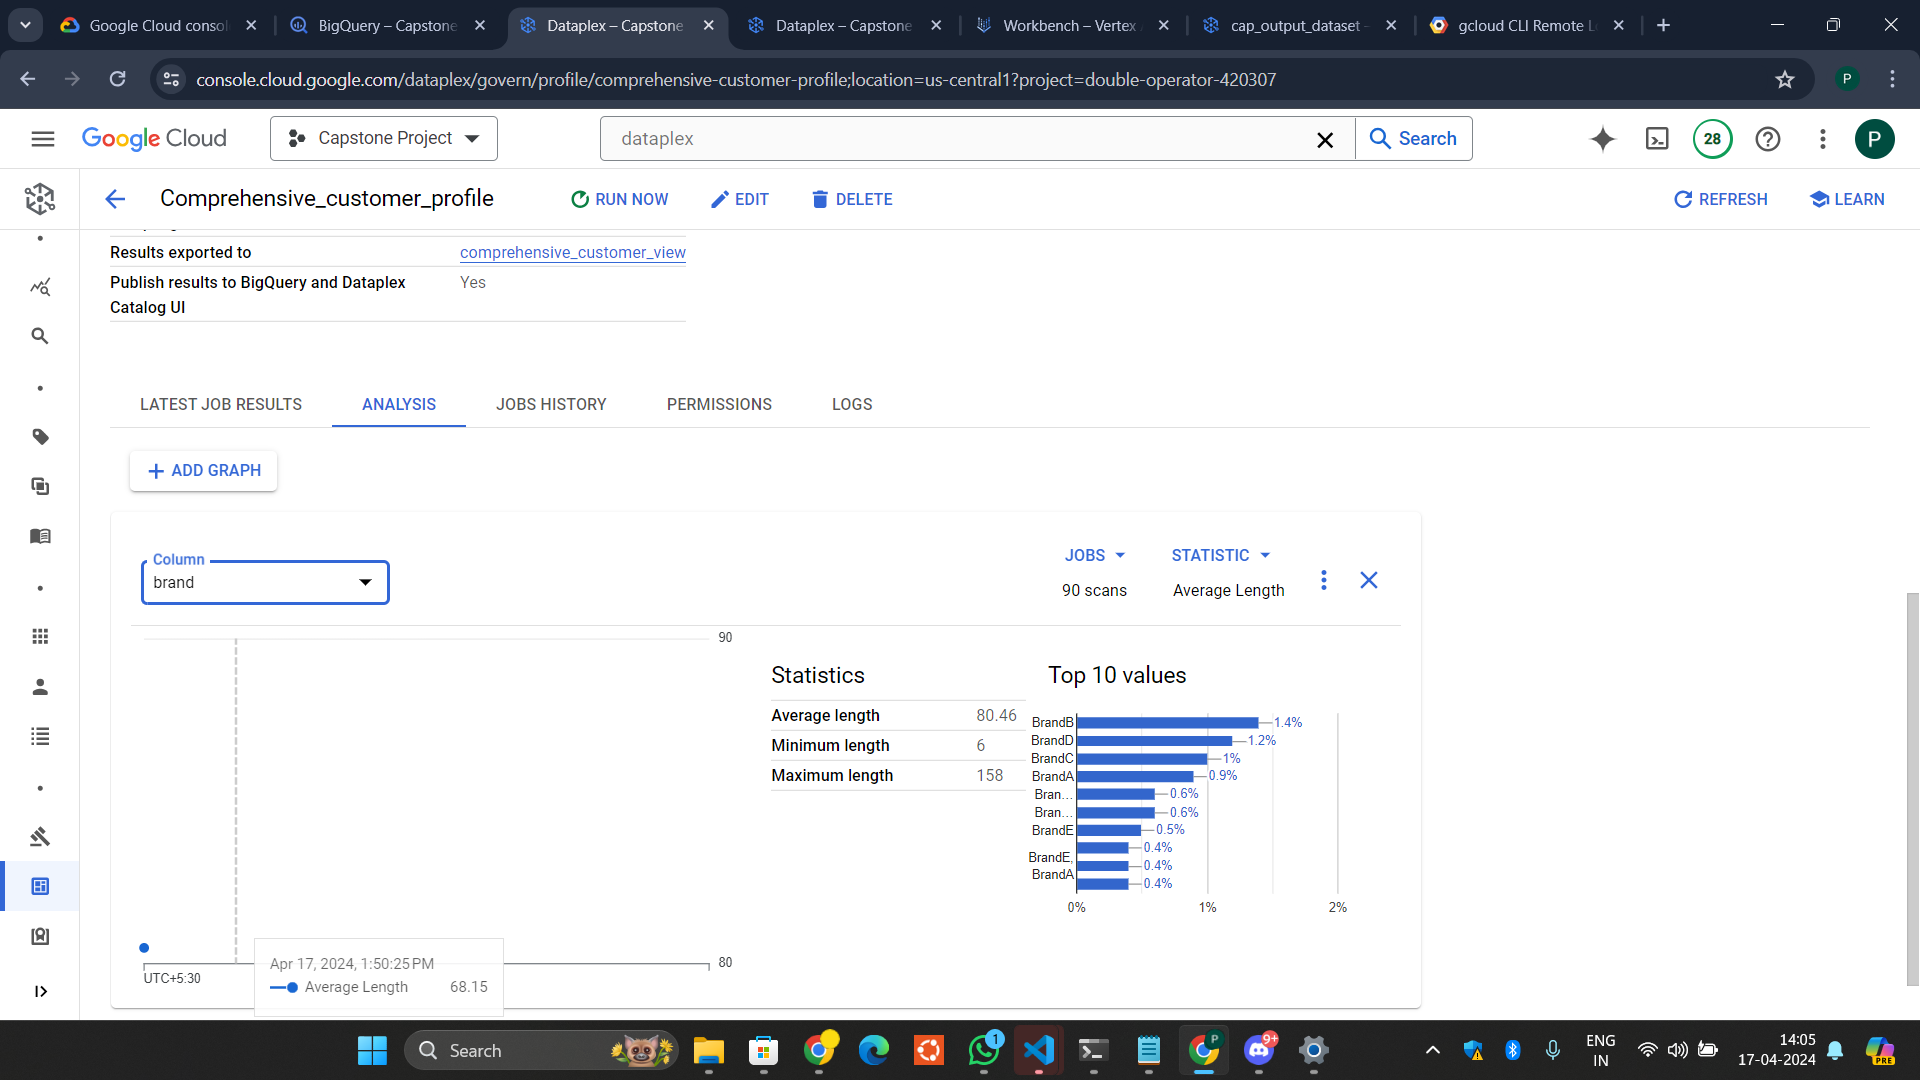 Google Cloud consol
BigQuery – Capstone
Dataplex – Capstone
Dataplex – Capstone
Workbench – Vertex
cap_output_dataset –
gcloud CLI Remote L
console.cloud.google.com/dataplex/govern/profile/comprehensive-customer-profile;location=us-central1?project=double-operator-420307
P
Google Cloud
Capstone Project
dataplex
Search
28
P
Comprehensive_customer_profile
RUN NOW
EDIT
DELETE
REFRESH
LEARN
Results exported to comprehensive_customer_view
Publish results to BigQuery and Dataplex Yes
Catalog UI
LATEST JOB RESULTS
ANALYSIS
JOBS HISTORY
PERMISSIONS
LOGS
ADD GRAPH
Column
brand
JOBS
90 scans
STATISTIC
Average Length
90
80
UTC+5:30
Apr 17, 2024, 1:50:25 PM
Average Length 68.15
Statistics
Average length 80.46
Minimum length 6
Maximum length 158
Top 10 values
BrandB 1.4%
BrandD 1.2%
BrandC 1%
BrandA 0.9%
Bran... 0.6%
Bran... 0.6%
BrandE 0.5%
0.4%
BrandE,
0.4%
BrandA
0.4%
0% 1% 2%
Search
1
P
9+
ENG
IN
14:05
17-04-2024
PRE